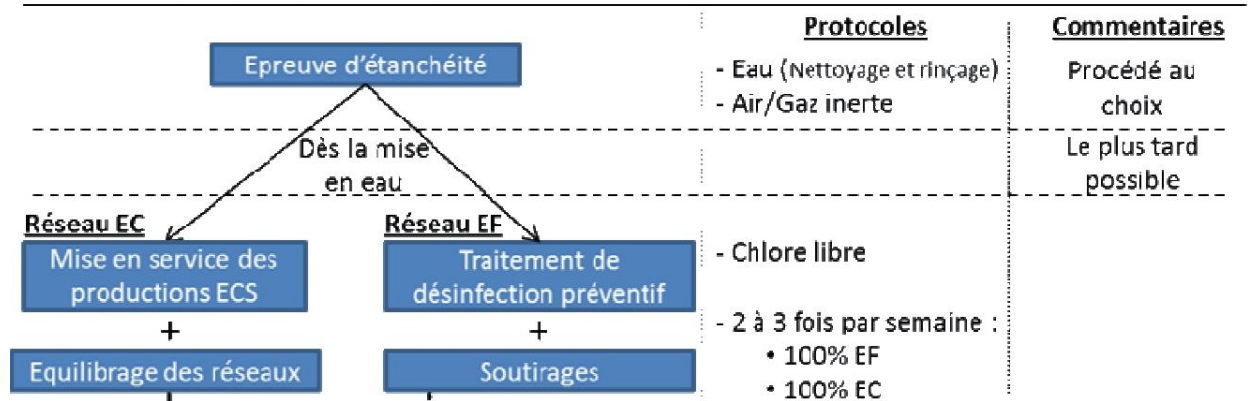 Protocoles
Commentaires
Epreuve d'étanchéité
- Eau (Nettoyage et rinçage)
- Air/Gaz inerte
Procédé au
choix
Dès la mise
en eau
Le plus tard
possible
Réseau EC
Réseau EF
Mise en service des
productions ECS
Traitement de
désinfection préventif
- Chlore libre
+
+
- 2 à 3 fois par semaine :
• 100% EF
• 100% EC
Equilibrage des réseaux
Soutirages